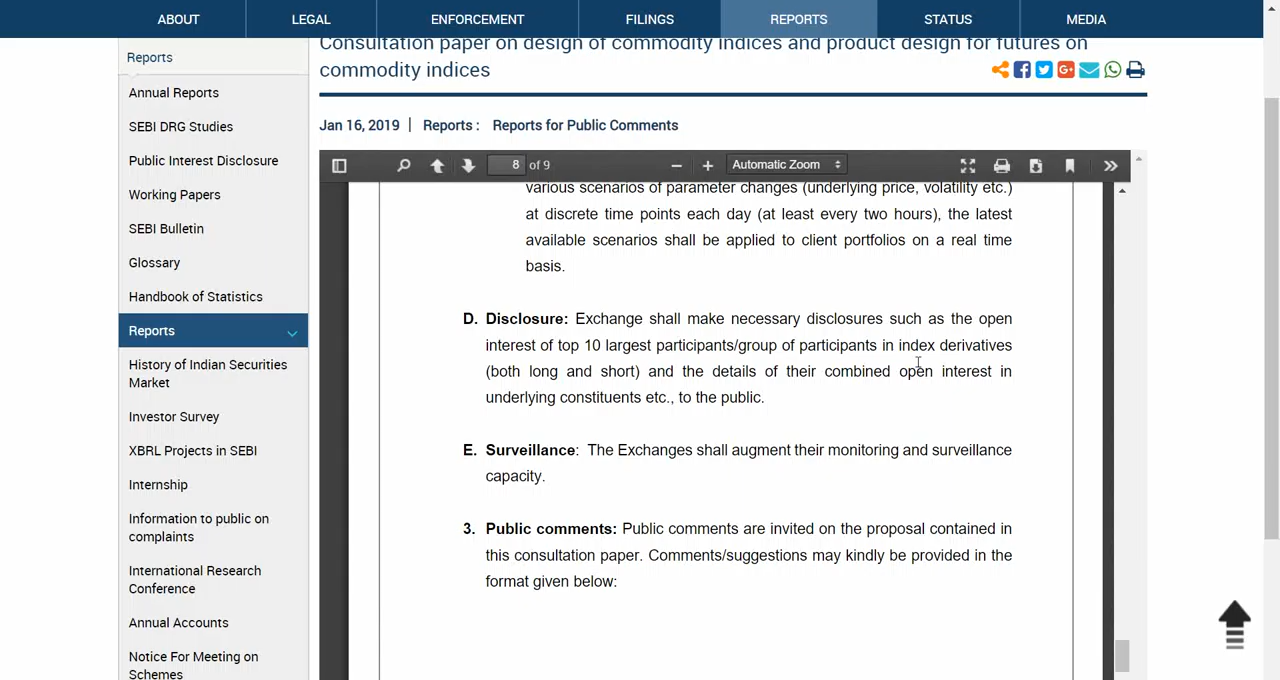 ABOUT LEGAL ENFORCEMENT FILINGS REPORTS STATUS MEDIA
Consultation paper on design of commodity indices and product design for futures on
commodity indices
Jan 16, 2019 | Reports : Reports for Public Comments
Reports
Annual Reports
SEBI DRG Studies
Public Interest Disclosure
Working Papers
SEBI Bulletin
Glossary
Handbook of Statistics
Reports
History of Indian Securities
Market
Investor Survey
XBRL Projects in SEBI
Internship
Information to public on
complaints
International Research
Conference
Annual Accounts
Notice For Meeting on
Schemes
8 of 9 Automatic Zoom
various scenarios of parameter changes (underlying price, volatility etc.)
at discrete time points each day (at least every two hours), the latest
available scenarios shall be applied to client portfolios on a real time
basis.
D. Disclosure: Exchange shall make necessary disclosures such as the open
interest of top 10 largest participants/group of participants in index derivatives
(both long and short) and the details of their combined open interest in
underlying constituents etc., to the public.
E. Surveillance: The Exchanges shall augment their monitoring and surveillance
capacity.
3. Public comments: Public comments are invited on the proposal contained in
this consultation paper. Comments/suggestions may kindly be provided in the
format given below: